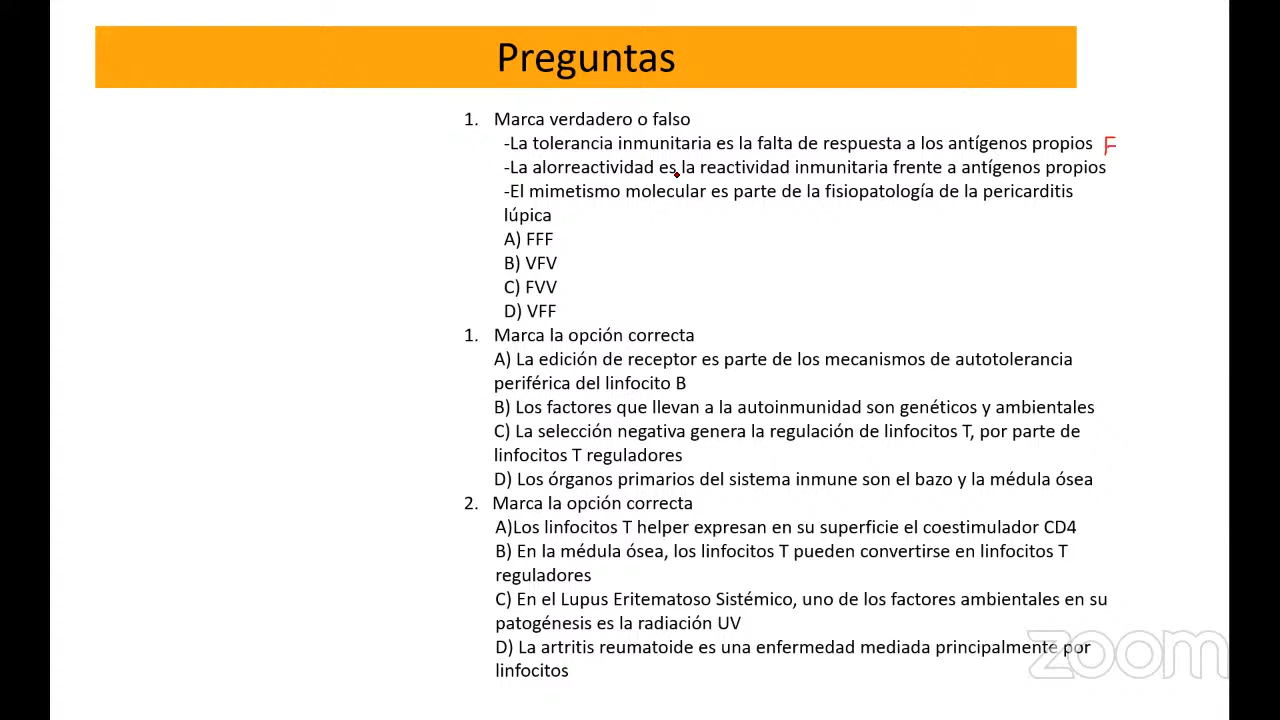 Preguntas
1. Marca verdadero o falso
-La tolerancia inmunitaria es la falta de respuesta a los antígenos propios F
-La alorreactividad es la reactividad inmunitaria frente a antígenos propios
-El mimetismo molecular es parte de la fisiopatología de la pericarditis
lúpica
A) FFF
B) VFV
C) FVV
D) VFF
1. Marca la opción correcta
A) La edición de receptor es parte de los mecanismos de autotolerancia
periférica del linfocito B
B) Los factores que llevan a la autoinmunidad son genéticos y ambientales
C) La selección negativa genera la regulación de linfocitos T, por parte de
linfocitos T reguladores
D) Los órganos primarios del sistema inmune son el bazo y la médula ósea
2. Marca la opción correcta
A)Los linfocitos T helper expresan en su superficie el coestimulador CD4
B) En la médula ósea, los linfocitos T pueden convertirse en linfocitos T
reguladores
C) En el Lupus Eritematoso Sistémico, uno de los factores ambientales en su
patogénesis es la radiación UV
D) La artritis reumatoide es una enfermedad mediada principalmente por
linfocitos
zoom